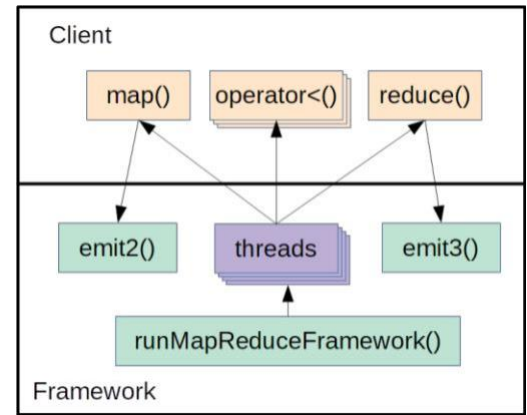 Client
map()
operator<()
reduce()
emit2()
threads
emit3()
runMapReduceFramework()
Framework